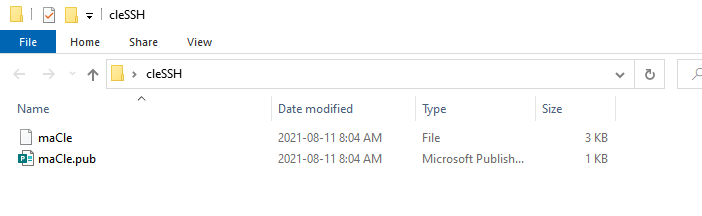 cleSSH
File Home Share View
cleSSH
Name Date modified Type Size
maCle 2021-08-11 8:04 AM File 3 KB
maCle.pub 2021-08-11 8:04 AM Microsoft Publish... 1 KB